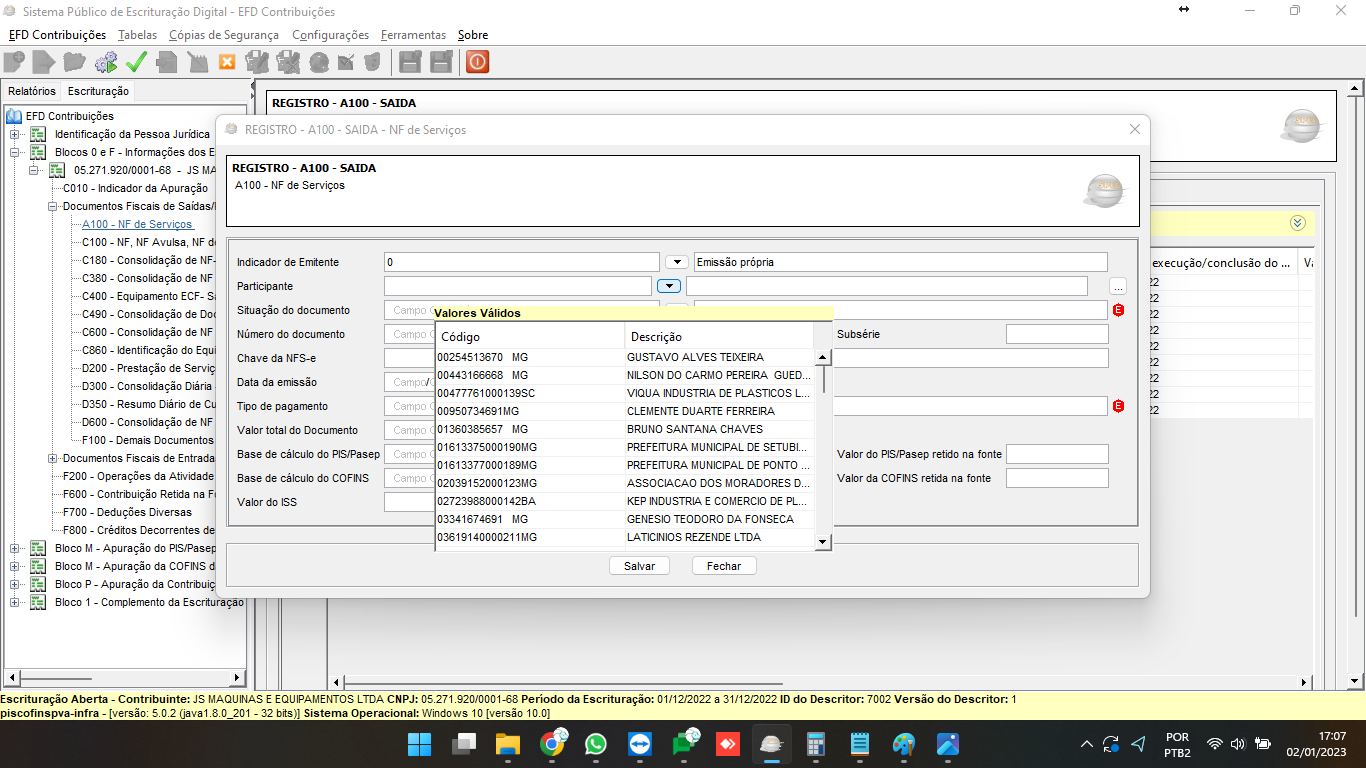 Sistema Público de Escrituração Digital - EFD Contribuições
EFD Contribuições Tabelas Cópias de Segurança Configurações Ferramentas Sobre
Relatórios Escrituração
EFD Contribuições
Identificação da Pessoa Jurídica
Blocos 0 e F - Informações dos E
05.271.920/0001-68 - JS MA
C010 - Indicador da Apuração
Documentos Fiscais de Saídas/
A100 - NF de Serviços
C100 - NF, NF Avulsa, NF d
C180 - Consolidação de NF-
C380 - Consolidação de NF
C400 - Equipamento ECF- S
C490 - Consolidação de Do
C600 - Consolidação de NF
C860 - Identificação do Equi
D200 - Prestação de Serviç
D300 - Consolidação Diária
D350 - Resumo Diário de Cu
D600 - Consolidação de NF
F100 - Demais Documentos
Documentos Fiscais de Entrada
F200 - Operações da Atividade
F600 - Contribuição Retida na F
F700 - Deduções Diversas
F800 - Créditos Decorrentes de
Bloco M - Apuração do PIS/Pasep
Bloco M - Apuração da COFINS d
Bloco P - Apuração da Contribuiç
Bloco 1 - Complemento da Escrituração
REGISTRO - A100 - SAIDA
execução/conclusão do ... Va
22
22
22
22
22
22
22
22
22
REGISTRO - A100 - SAIDA - NF de Serviços
REGISTRO - A100 - SAIDA
A100 - NF de Serviços
Indicador de Emitente 0 Emissão própria
Participante ...
Situação do documento Campo E
Número do documento Campo Subsérie
Chave da NFS-e
Data da emissão Campo
Tipo de pagamento Campo E
Valor total do Documento Campo
Base de cálculo do PIS/Pasep Campo Valor do PIS/Pasep retido na fonte
Base de cálculo do COFINS Campo Valor da COFINS retida na fonte
Valor do ISS
Valores Válidos
Código Descrição
00254513670 MG GUSTAVO ALVES TEIXEIRA
00443166668 MG NILSON DO CARMO PEREIRA GUED...
00477761000139SC VIQUA INDUSTRIA DE PLASTICOS L...
00950734691MG CLEMENTE DUARTE FERREIRA
01360385657 MG BRUNO SANTANA CHAVES
01613375000190MG PREFEITURA MUNICIPAL DE SETUBI...
01613377000189MG PREFEITURA MUNICIPAL DE PONTO ...
02039152000123MG ASSOCIACAO DOS MORADORES D...
02723988000142BA KEP INDUSTRIA E COMERCIO DE PL...
03341674691 MG GENESIO TEODORO DA FONSECA
03619140000211MG LATICINIOS REZENDE LTDA
Salvar Fechar
Escrituração Aberta - Contribuinte: JS MAQUINAS E EQUIPAMENTOS LTDA CNPJ: 05.271.920/0001-68 Período da Escrituração: 01/12/2022 a 31/12/2022 ID do Descritor: 7002 Versão do Descritor: 1
piscofinspva-infra - [versão: 5.0.2 (java1.8.0_201 - 32 bits)] Sistema Operacional: Windows 10 [versão 10.0]
POR
PTB2
17:07
02/01/2023